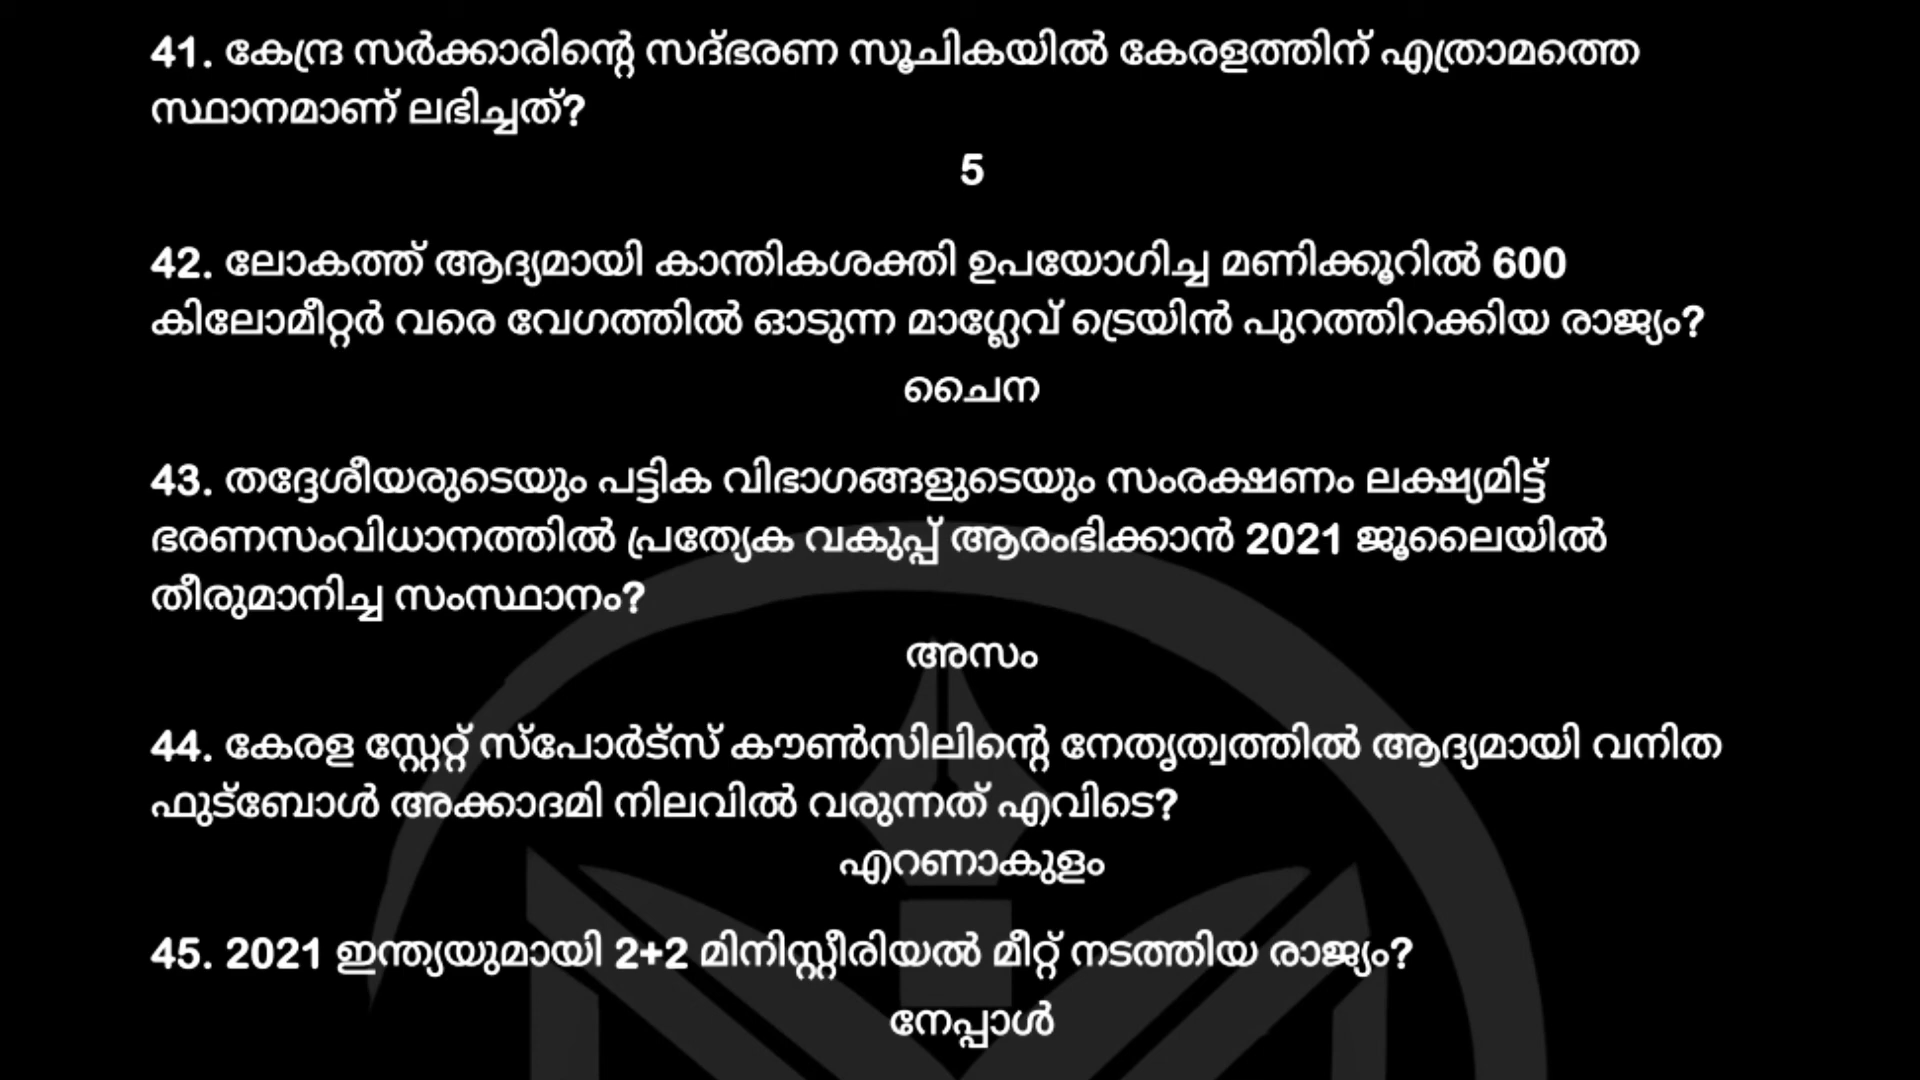 41. കേന്ദ്ര സർക്കാരിന്റെ സദ്ഭരണ സൂചികയിൽ കേരളത്തിന് എത്രാമത്തെ
സ്ഥാനമാണ് ലഭിച്ചത്?
5
42. ലോകത്ത് ആദ്യമായി കാന്തികശക്തി ഉപയോഗിച്ച മണിക്കൂറിൽ 600
കിലോമീറ്റർ വരെ വേഗത്തിൽ ഓടുന്ന മാഗ്ലേവ് ട്രെയിൻ പുറത്തിറക്കിയ രാജ്യം?
ചൈന
43. തദ്ദേശീയരുടെയും പട്ടിക വിഭാഗങ്ങളുടെയും സംരക്ഷണം ലക്ഷ്യമിട്ട്
ഭരണസംവിധാനത്തിൽ പ്രത്യേക വകുപ്പ് ആരംഭിക്കാൻ 2021 ജൂലൈയിൽ
തീരുമാനിച്ച സംസ്ഥാനം?
അസം
44. കേരള സ്റ്റേറ്റ് സ്പോർട്സ് കൗൺസിലിന്റെ നേതൃത്വത്തിൽ ആദ്യമായി വനിത
ഫുട്ബോൾ അക്കാദമി നിലവിൽ വരുന്നത് എവിടെ?
എറണാകുളം
45. 2021 ഇന്ത്യയുമായി 2+2 മിനിസ്റ്റീരിയൽ മീറ്റ് നടത്തിയ രാജ്യം?
നേപ്പാൾ